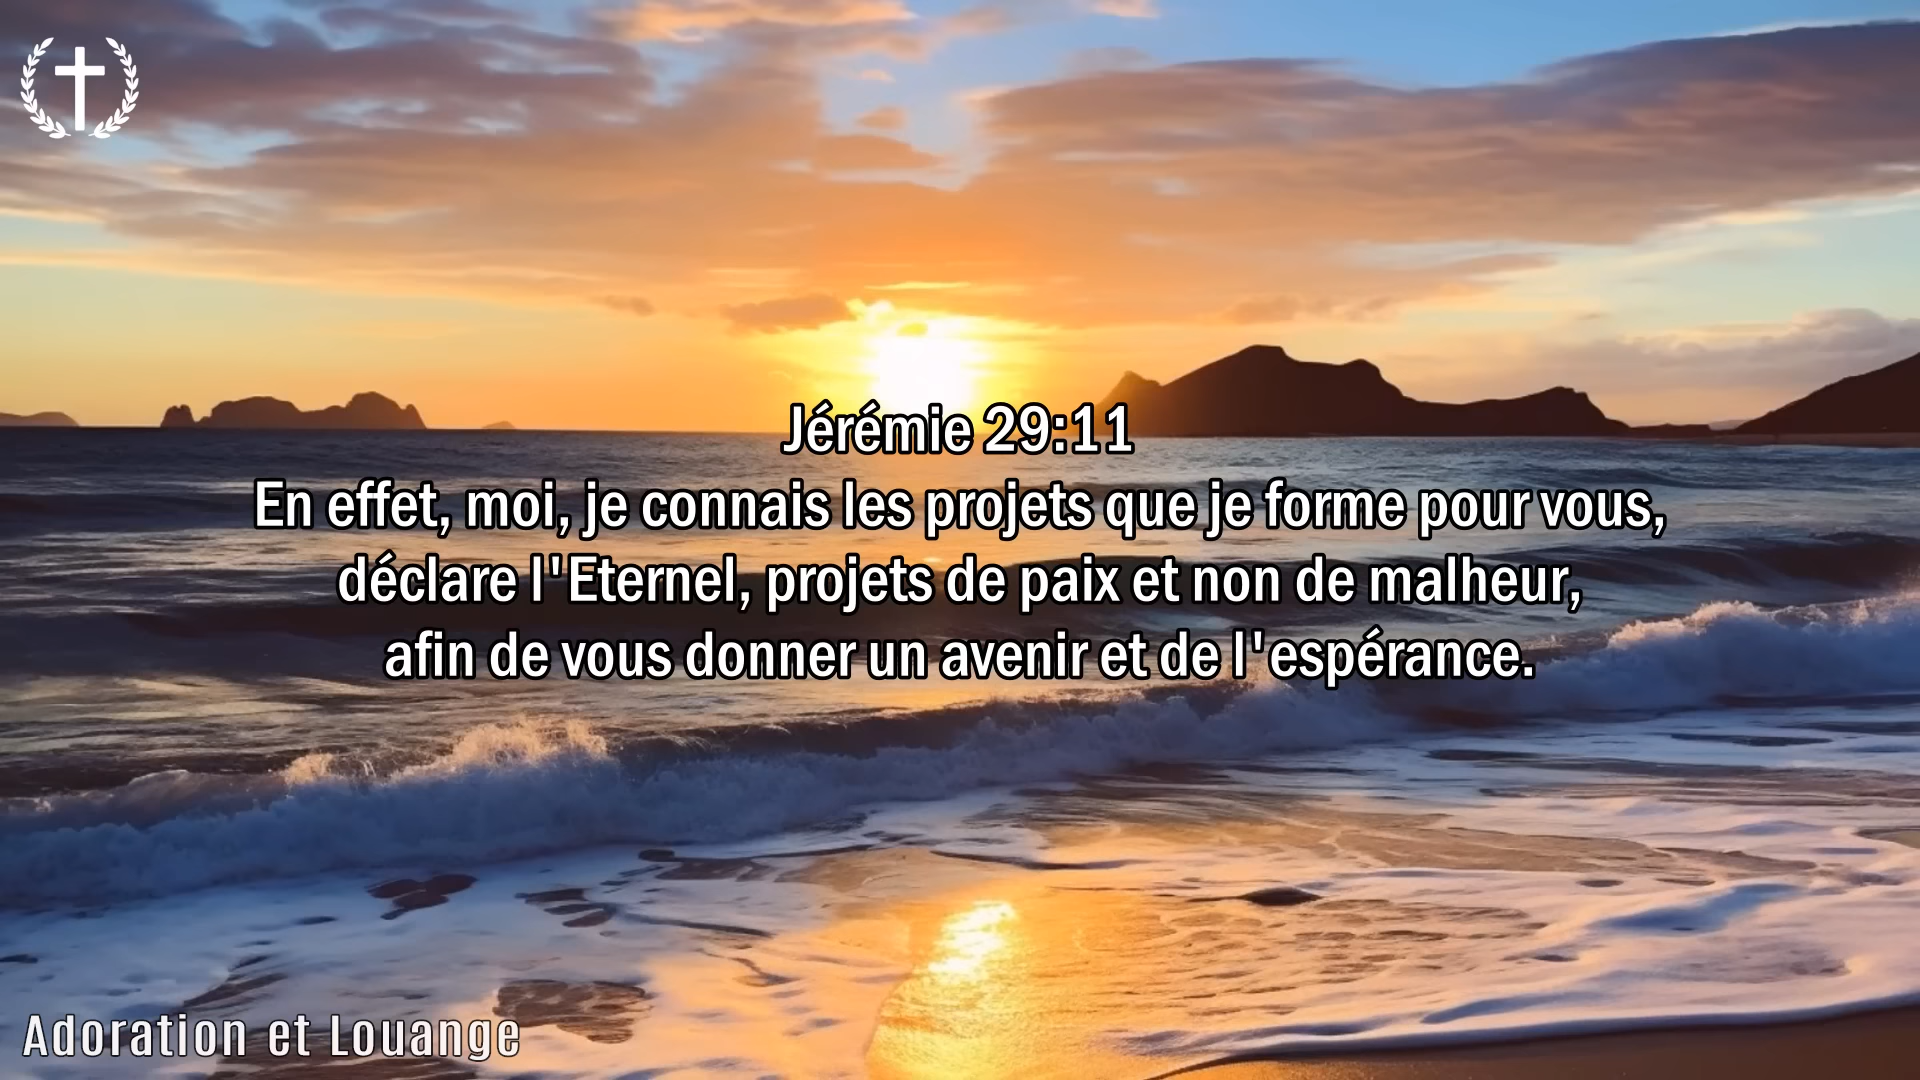 Jérémie 29:11
En effet, moi, je connais les projets que je forme pour vous,
déclare l'Eternel, projets de paix et non de malheur,
afin de vous donner un avenir et de l'espérance.
Adoration et Louange